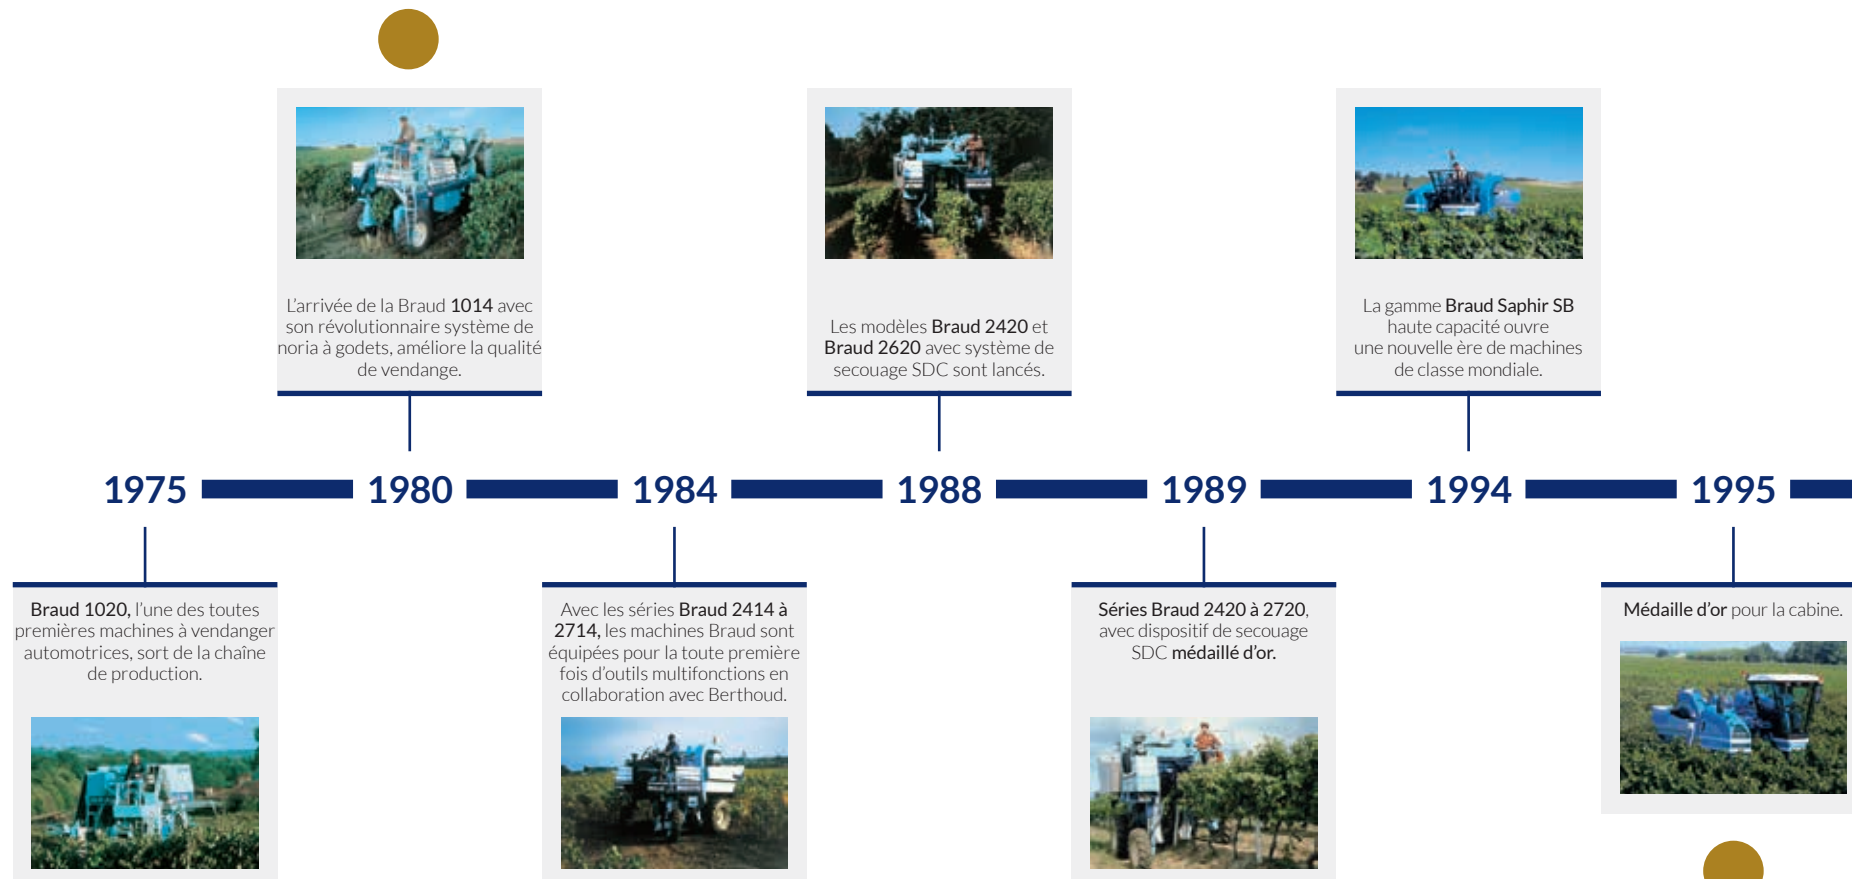 L'arrivée de la Braud 1014 avec
son révolutionnaire système de
noria à godets, améliore la qualité
de vendange.
Les modèles Braud 2420 et
Braud 2620 avec système de
secouage SDC sont lancés.
La gamme Braud Saphir SB
haute capacité ouvre
une nouvelle ère de machines
de classe mondiale.
1975 1980 1984 1988 1989 1994 1995
Braud 1020, l'une des toutes
premières machines à vendanger
automotrices, sort de la chaîne
de production.
Avec les séries Braud 2414 à
2714, les machines Braud sont
équipées pour la toute première
fois d'outils multifonctions en
collaboration avec Berthoud.
Séries Braud 2420 à 2720,
avec dispositif de secouage
SDC médaillé d'or.
Médaille d'or pour la cabine.